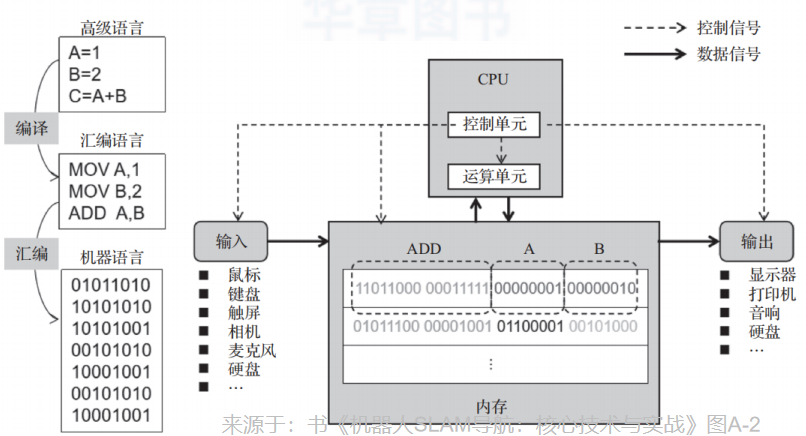 华章图书
高级语言
A=1
B=2
C=A+B
编译
汇编语言
MOV A,1
MOV B,2
ADD A,B
汇编
机器语言
01011010
10101010
10101001
00101010
10001001
00101010
10001001
控制信号
数据信号
CPU
控制单元
运算单元
输入
鼠标
键盘
触屏
相机
麦克风
硬盘
…
ADD A B
11011000 00011111 00000001 00000010
01011100 00001001 01100001 00101000
⋮
内存
输出
显示器
打印机
音响
硬盘
…
来源于：书《机器人SLAM导航：核心技术与实战》图A-2